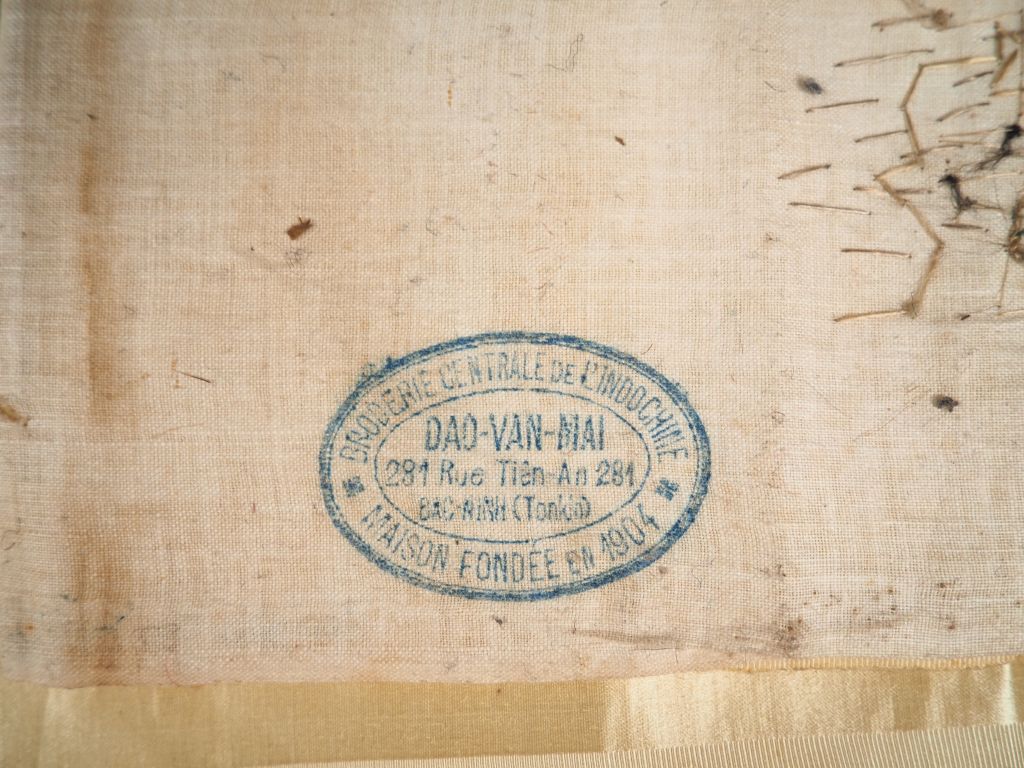 BRODERIE CENTRALE DE L'INDOCHINE
DAO-VAN-MAI
281 Rue Tiên-An 281
BAC-NINH (Tonkin)
MAISON FONDÉE EN 1904